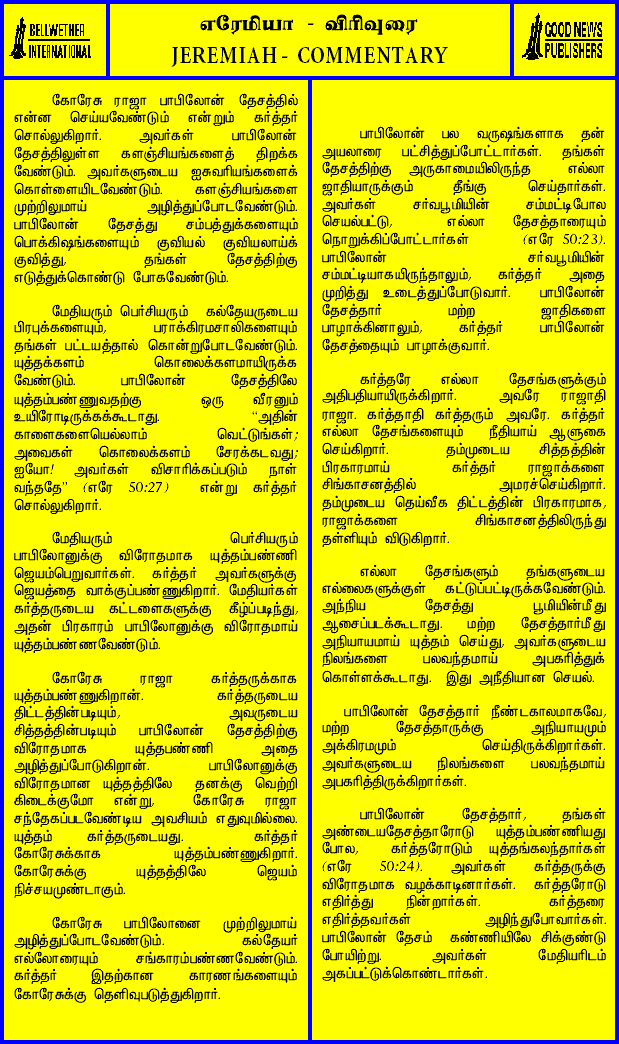 BELLWETHER
INTERNATIONAL
எரேமியா - விரிவுரை
JEREMIAH - COMMENTARY
GOOD NEWS
PUBLISHERS
கோரேசு ராஜா பாபிலோன் தேசத்தில்
என்ன செய்யவேண்டும் என்றும் கர்த்தர்
சொல்லுகிறார். அவர்கள் பாபிலோன்
தேசத்திலுள்ள களஞ்சியங்களைத் திறக்க
வேண்டும். அவர்களுடைய ஐசுவரியங்களைக்
கொள்ளையிடவேண்டும். களஞ்சியங்களை
முற்றிலுமாய் அழித்துப்போடவேண்டும்.
பாபிலோன் தேசத்து சம்பத்துக்களையும்
பொக்கிஷங்களையும் குவியல் குவியலாய்க்
குவித்து, தங்கள் தேசத்திற்கு
எடுத்துக்கொண்டு போகவேண்டும்.
மேதியரும் பெர்சியரும் கல்தேயருடைய
பிரபுக்களையும், பராக்கிரமசாலிகளையும்
தங்கள் பட்டயத்தால் கொன்றுபோடவேண்டும்.
யுத்தக்களம் கொலைக்களமாயிருக்க
வேண்டும். பாபிலோன் தேசத்திலே
யுத்தம்பண்ணுவதற்கு ஒரு வீரனும்
உயிரோடிருக்கக்கூடாது. "அதின்
காளைகளையெல்லாம் வெட்டுங்கள்;
அவைகள் கொலைக்களம் சேரக்கடவது;
ஐயோ! அவர்கள் விசாரிக்கப்படும் நாள்
வந்ததே" (எரே 50:27) என்று கர்த்தர்
சொல்லுகிறார்.
மேதியரும் பெர்சியரும்
பாபிலோனுக்கு விரோதமாக யுத்தம்பண்ணி
ஜெயம்பெறுவார்கள். கர்த்தர் அவர்களுக்கு
ஜெயத்தை வாக்குப்பண்ணுகிறார். மேதியர்கள்
கர்த்தருடைய கட்டளைகளுக்கு கீழ்ப்படிந்து,
அதன் பிரகாரம் பாபிலோனுக்கு விரோதமாய்
யுத்தம்பண்ணவேண்டும்.
கோரேசு ராஜா கர்த்தருக்காக
யுத்தம்பண்ணுகிறான். கர்த்தருடைய
திட்டத்தின்படியும், அவருடைய
சித்தத்தின்படியும் பாபிலோன் தேசத்திற்கு
விரோதமாக யுத்தபண்ணி அதை
அழித்துப்போடுகிறான். பாபிலோனுக்கு
விரோதமான யுத்தத்திலே தனக்கு வெற்றி
கிடைக்குமோ என்று, கோரேசு ராஜா
சந்தேகப்படவேண்டிய அவசியம் எதுவுமில்லை.
யுத்தம் கர்த்தருடையது. கர்த்தர்
கோரேசுக்காக யுத்தம்பண்ணுகிறார்.
கோரேசுக்கு யுத்தத்திலே ஜெயம்
நிச்சயமுண்டாகும்.
கோரேசு பாபிலோனை முற்றிலுமாய்
அழித்துப்போடவேண்டும். கல்தேயர்
எல்லோரையும் சங்காரம்பண்ணவேண்டும்.
கர்த்தர் இதற்கான காரணங்களையும்
கோரேசுக்கு தெளிவுபடுத்துகிறார்.
பாபிலோன் பல வருஷங்களாக தன்
அயலாரை பட்சித்துப்போட்டார்கள். தங்கள்
தேசத்திற்கு அருகாமையிலிருந்த எல்லா
ஜாதியாருக்கும் தீங்கு செய்தார்கள்.
அவர்கள் சர்வபூமியின் சம்மட்டிபோல
செயல்பட்டு, எல்லா தேசத்தாரையும்
நொறுக்கிப்போட்டார்கள் (எரே 50:23).
பாபிலோன் சர்வபூமியின்
சம்மட்டியாகயிருந்தாலும், கர்த்தர் அதை
முறித்து உடைத்துப்போடுவார். பாபிலோன்
தேசத்தார் மற்ற ஜாதிகளை
பாழாக்கினாலும், கர்த்தர் பாபிலோன்
தேசத்தையும் பாழாக்குவார்.
கர்த்தரே எல்லா தேசங்களுக்கும்
அதிபதியாயிருக்கிறார். அவரே ராஜாதி
ராஜா. கர்த்தாதி கர்த்தரும் அவரே. கர்த்தர்
எல்லா தேசங்களையும் நீதியாய் ஆளுகை
செய்கிறார். தம்முடைய சித்தத்தின்
பிரகாரமாய் கர்த்தர் ராஜாக்களை
சிங்காசனத்தில் அமரச்செய்கிறார்.
தம்முடைய தெய்வீக திட்டத்தின் பிரகாரமாக,
ராஜாக்களை சிங்காசனத்திலிருந்து
தள்ளியும் விடுகிறார்.
எல்லா தேசங்களும் தங்களுடைய
எல்லைகளுக்குள் கட்டுப்பட்டிருக்கவேண்டும்.
அந்நிய தேசத்து பூமியின்மீது
ஆசைப்படக்கூடாது. மற்ற தேசத்தார்மீது
அநியாயமாய் யுத்தம் செய்து, அவர்களுடைய
நிலங்களை பலவந்தமாய் அபகரித்துக்
கொள்ளக்கூடாது. இது அநீதியான செயல்.
பாபிலோன் தேசத்தார் நீண்டகாலமாகவே,
மற்ற தேசத்தாருக்கு அநியாயமும்
அக்கிரமமும் செய்திருக்கிறார்கள்.
அவர்களுடைய நிலங்களை பலவந்தமாய்
அபகரித்திருக்கிறார்கள்.
பாபிலோன் தேசத்தார், தங்கள்
அண்டையதேசத்தாரோடு யுத்தம்பண்ணியது
போல, கர்த்தரோடும் யுத்தங்கலந்தார்கள்
(எரே 50:24). அவர்கள் கர்த்தருக்கு
விரோதமாக வழக்காடினார்கள். கர்த்தரோடு
எதிர்த்து நின்றார்கள். கர்த்தரை
எதிர்த்தவர்கள் அழிந்துபோவார்கள்.
பாபிலோன் தேசம் கண்ணியிலே சிக்குண்டு
போயிற்று. அவர்கள் மேதியரிடம்
அகப்பட்டுக்கொண்டார்கள்.